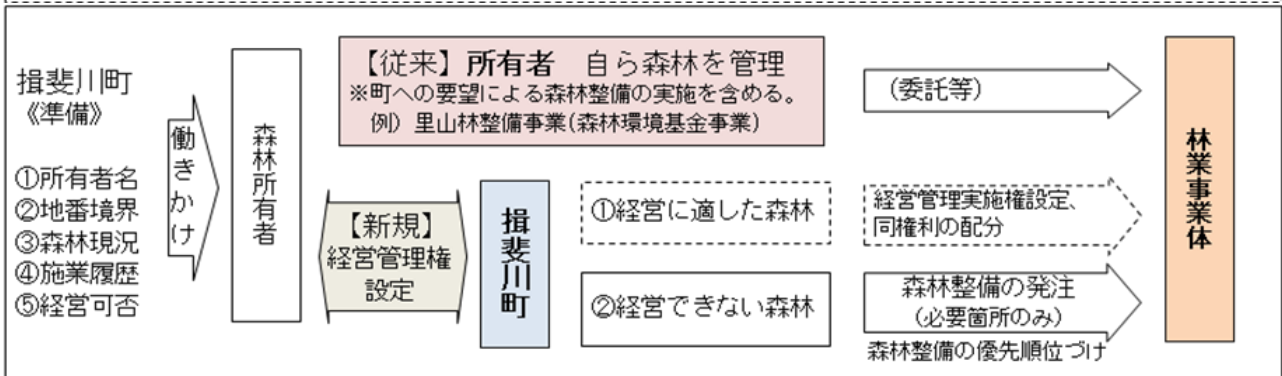 揖斐川町
《準備》
①所有者名
②地番境界
③森林現況
④施業履歴
⑤経営可否
働きかけ
森林所有者
【従来】所有者 自ら森林を管理
※町への要望による森林整備の実施を含める。
例）里山林整備事業(森林環境基金事業)
（委託等）
【新規】
経営管理権
設定
揖斐川町
①経営に適した森林
経営管理実施権設定、
同権利の配分
②経営できない森林
森林整備の発注
(必要箇所のみ)
森林整備の優先順位づけ
林業事業体